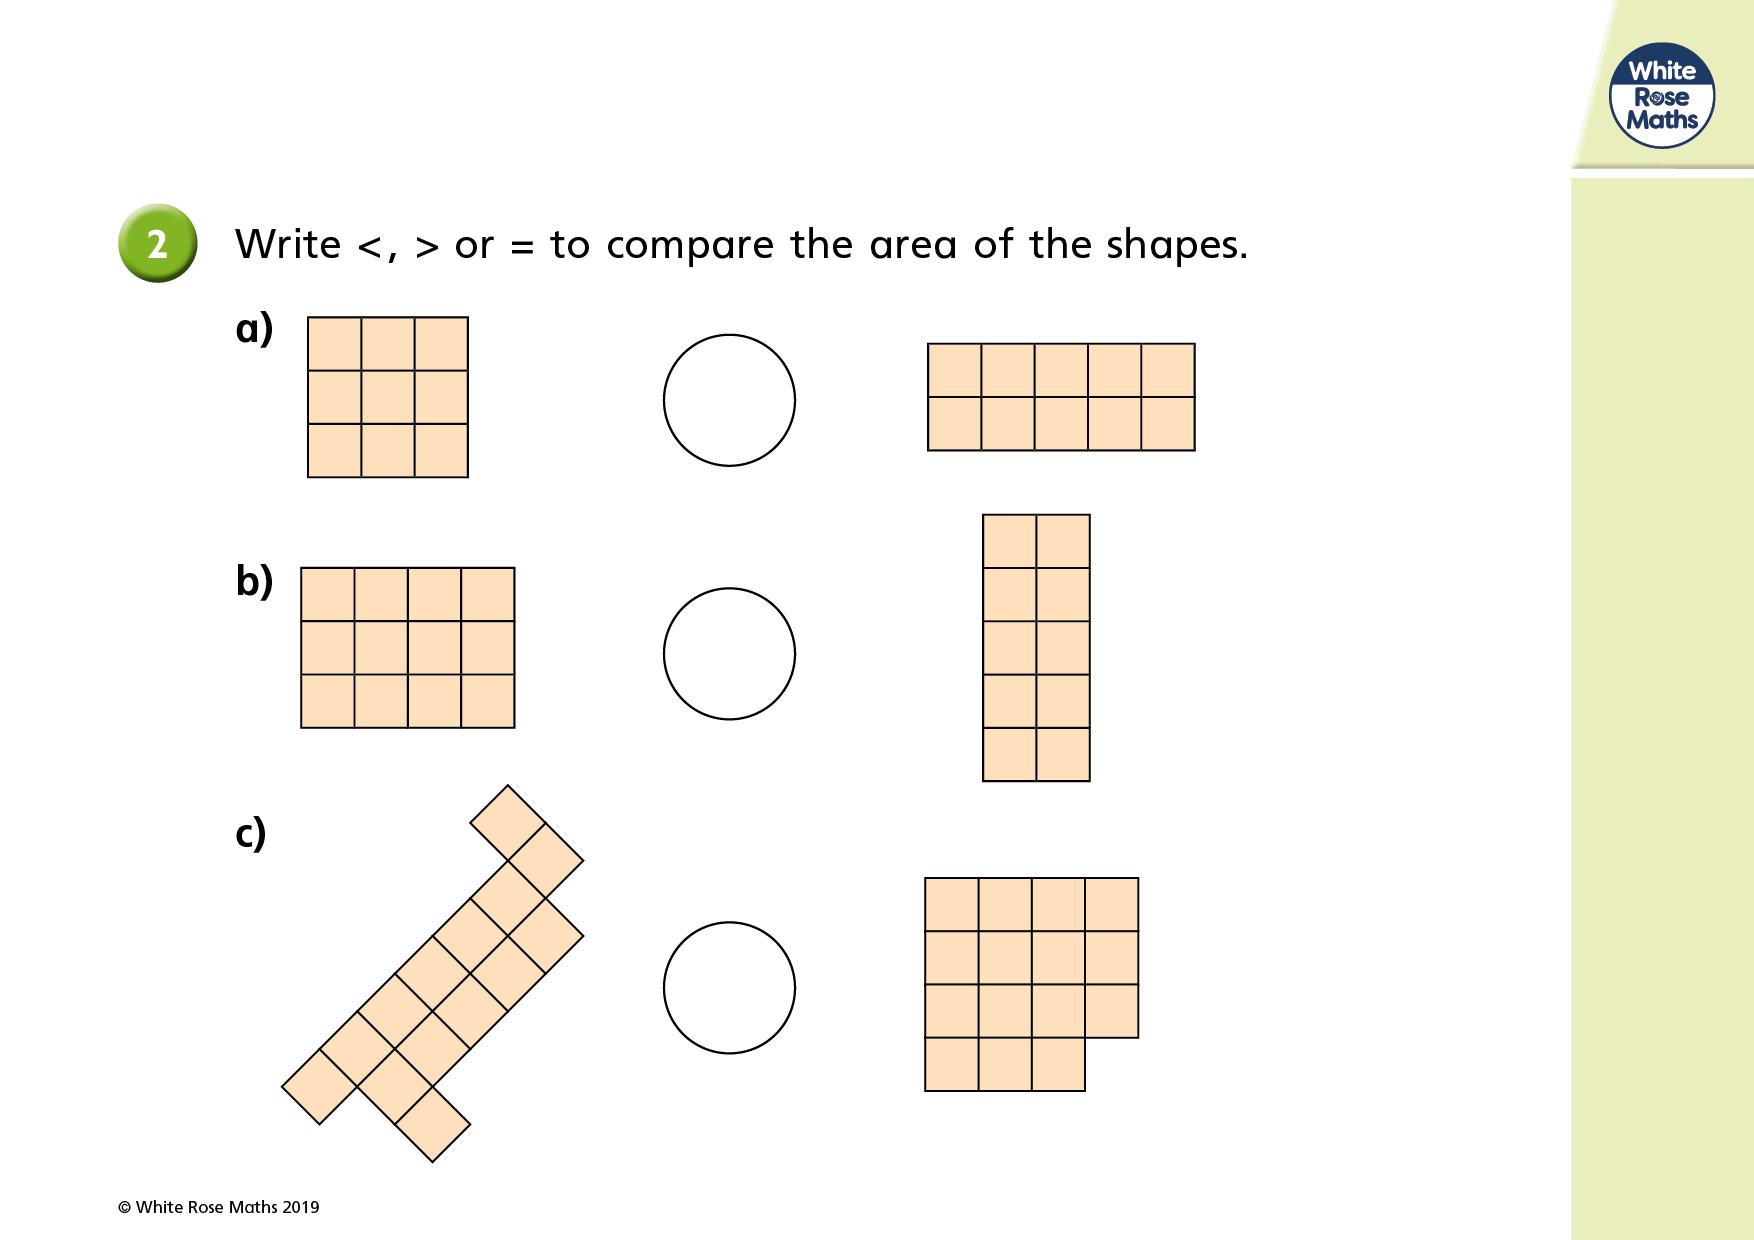 White
Rose
Maths
2 Write <, > or = to compare the area of the shapes.
a)
b)
c)
© White Rose Maths 2019